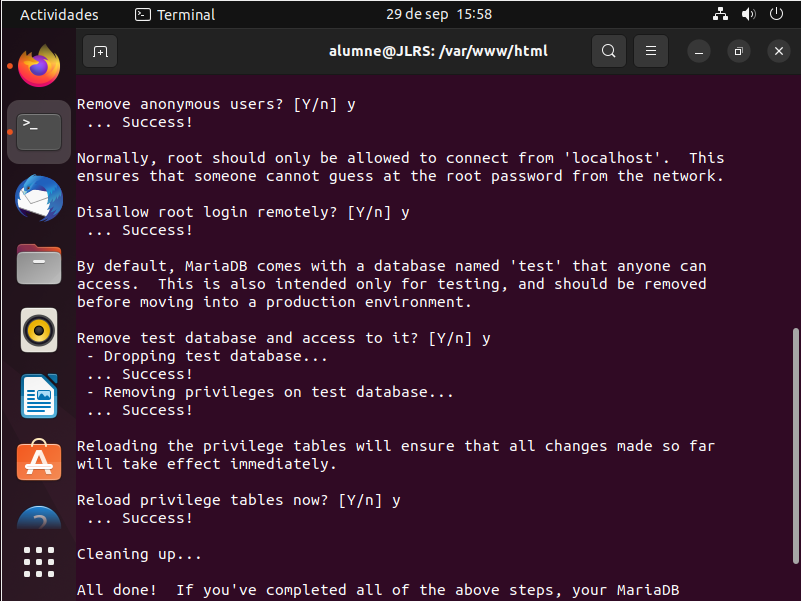 Actividades
Terminal
29 de sep 15:58
alumne@JLRS: /var/www/html
Remove anonymous users? [Y/n] y
... Success!
Normally, root should only be allowed to connect from 'localhost'. This
ensures that someone cannot guess at the root password from the network.
Disallow root login remotely? [Y/n] y
... Success!
By default, MariaDB comes with a database named 'test' that anyone can
access. This is also intended only for testing, and should be removed
before moving into a production environment.
Remove test database and access to it? [Y/n] y
- Dropping test database...
... Success!
- Removing privileges on test database...
... Success!
Reloading the privilege tables will ensure that all changes made so far
will take effect immediately.
Reload privilege tables now? [Y/n] y
... Success!
Cleaning up...
All done! If you've completed all of the above steps, your MariaDB